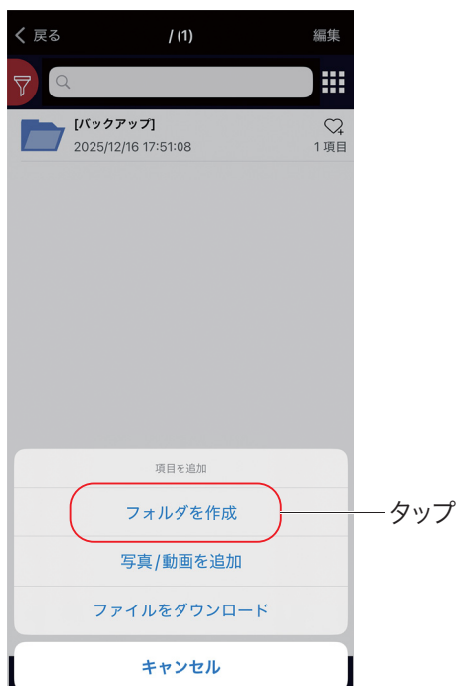 戻る / (1) 編集
[バックアップ]
2025/12/16 17:51:08 1 項目
項目を追加
フォルダを作成 タップ
写真/動画を追加
ファイルをダウンロード
キャンセル